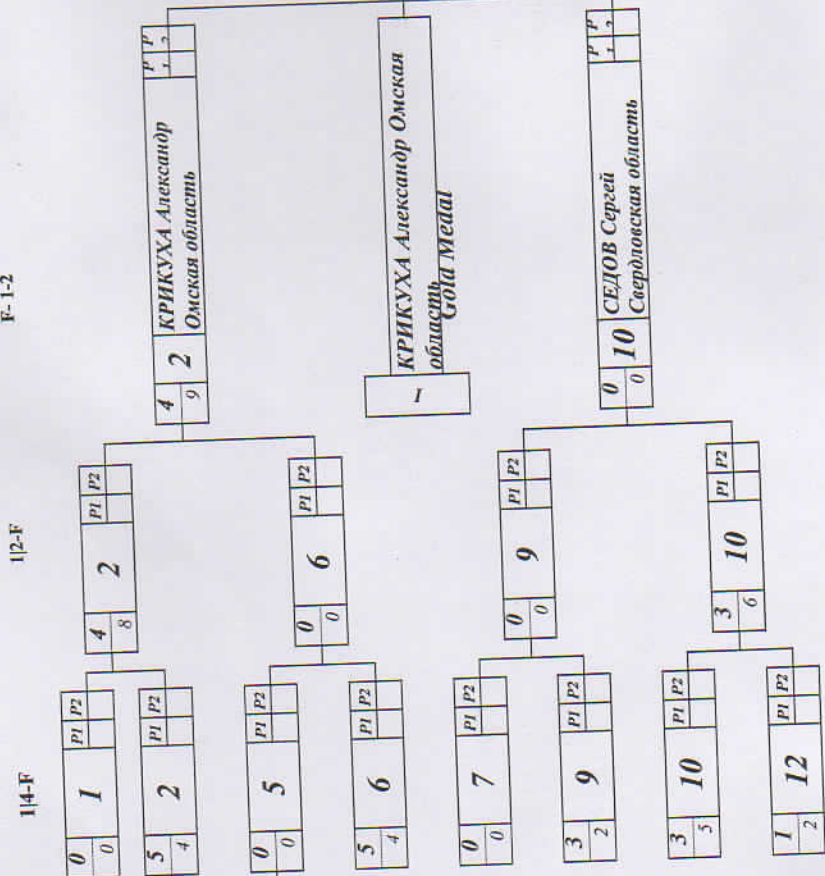 F- 1-2
1|2-F
1|4-F
0
0
1
P1 P2
5
4
2
P1 P2
0
0
5
P1 P2
5
4
6
P1 P2
0
0
7
P1 P2
3
2
9
P1 P2
3
5
10
P1 P2
1
2
12
P1 P2
4
8
2
P1 P2
0
0
6
P1 P2
0
0
9
P1 P2
3
6
10
P1 P2
4
9
2
КРИКУХА Александр
Омская область
P P
1 2
I
КРИКУХА Александр Омская
область
Gold Medal
0
0
10
СЕДОВ Сергей
Свердловская область
P P
1 2